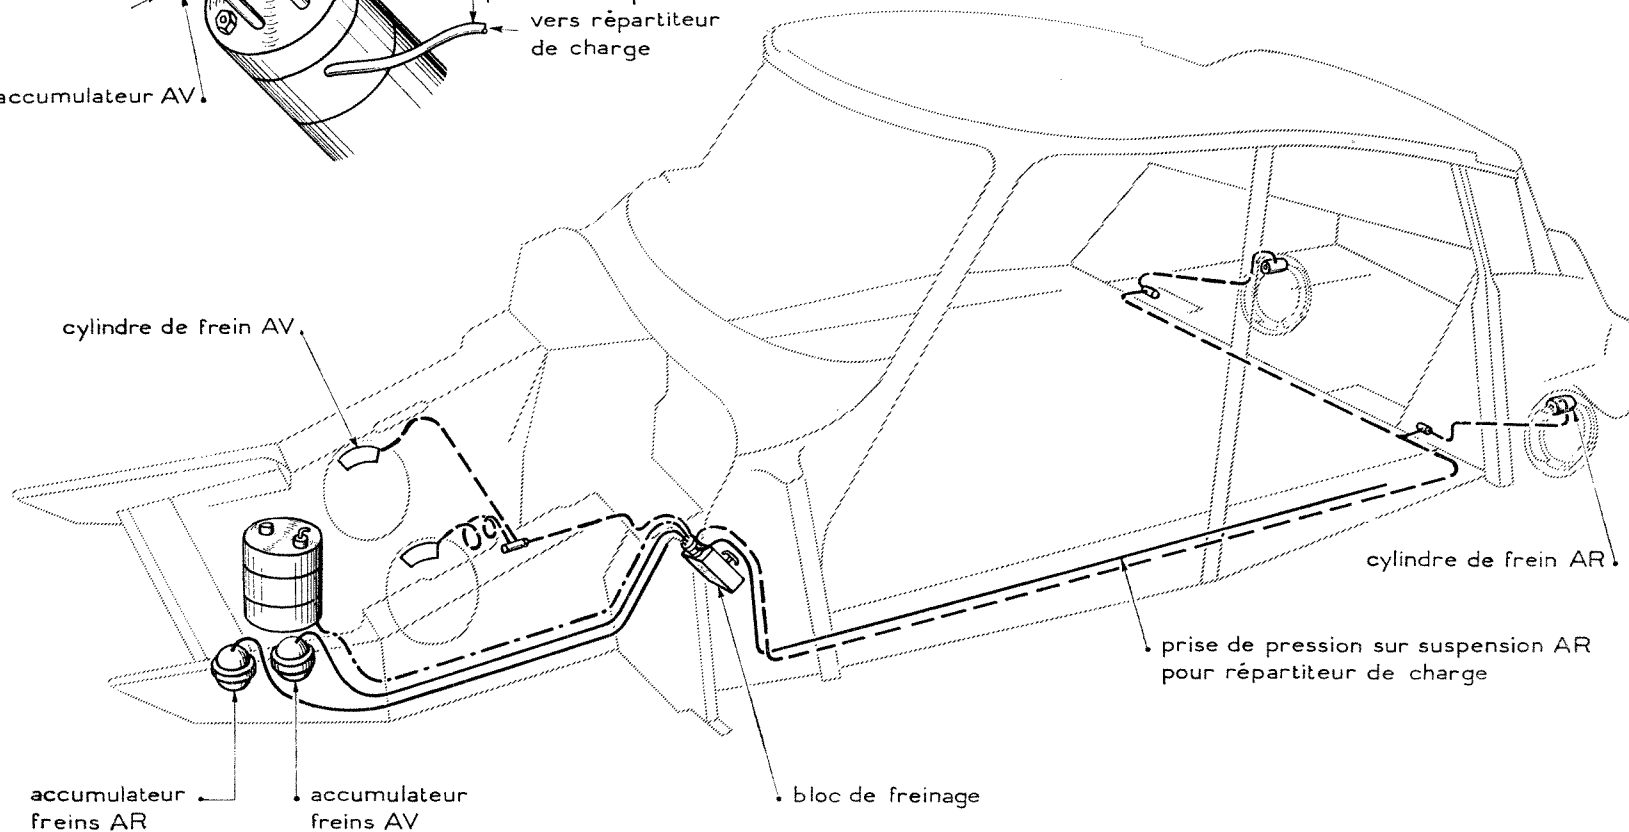 vers répartiteur
de charge
accumulateur AV
cylindre de frein AV
cylindre de frein AR
prise de pression sur suspension AR
pour répartiteur de charge
accumulateur
freins AR
accumulateur
freins AV
bloc de freinage